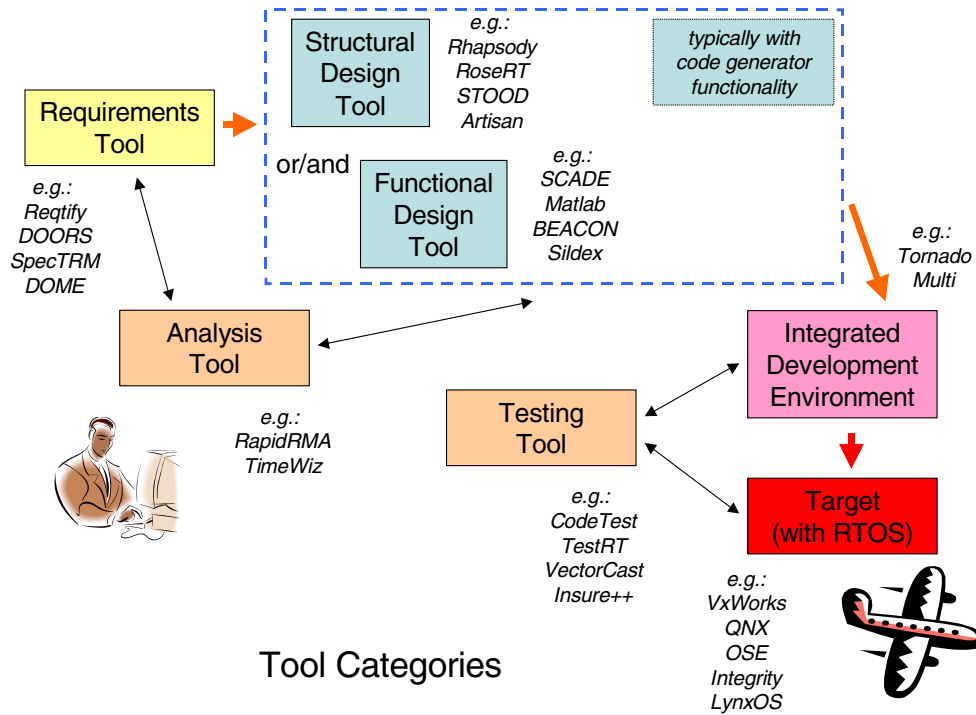 Structural
Design
Tool
e.g.:
Rhapsody
RoseRT
STOOD
Artisan
typically with
code generator
functionality
Requirements
Tool
or/and
Functional
Design
Tool
e.g.:
SCADE
Matlab
BEACON
Sildex
e.g.:
Reqtify
DOORS
SpecTRM
DOME
e.g.:
Tornado
Multi
Analysis
Tool
Integrated
Development
Environment
e.g.:
RapidRMA
TimeWiz
Testing
Tool
Target
(with RTOS)
e.g.:
CodeTest
TestRT
VectorCast
Insure++
e.g.:
VxWorks
QNX
OSE
Integrity
LynxOS
Tool Categories